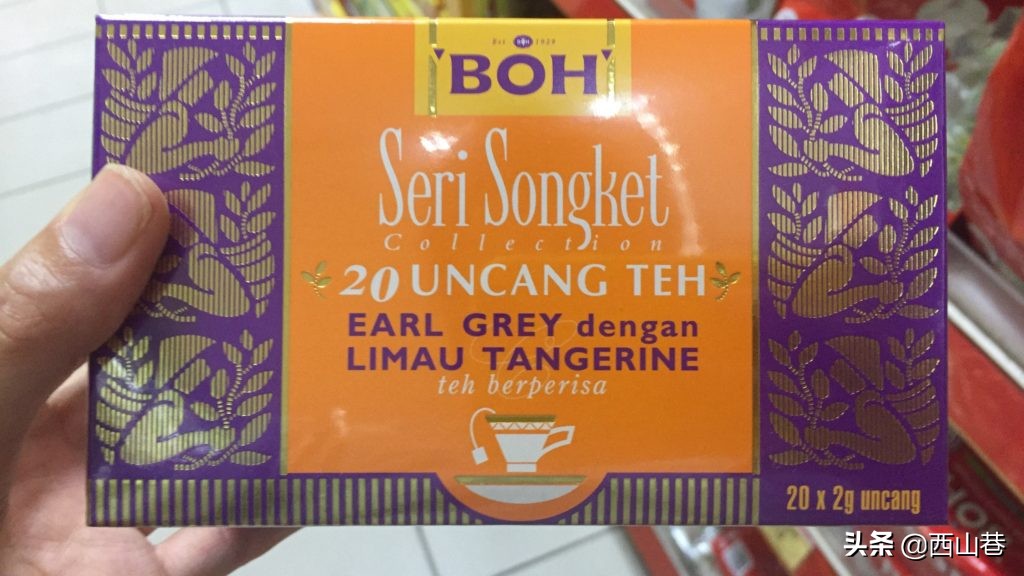 Est. BOH 1929
BOH
Seri Songket
Collection
20 UNCANG TEH
EARL GREY dengan
LIMAU TANGERINE
teh berperisa
20 x 2g uncang
头条 @西山巷